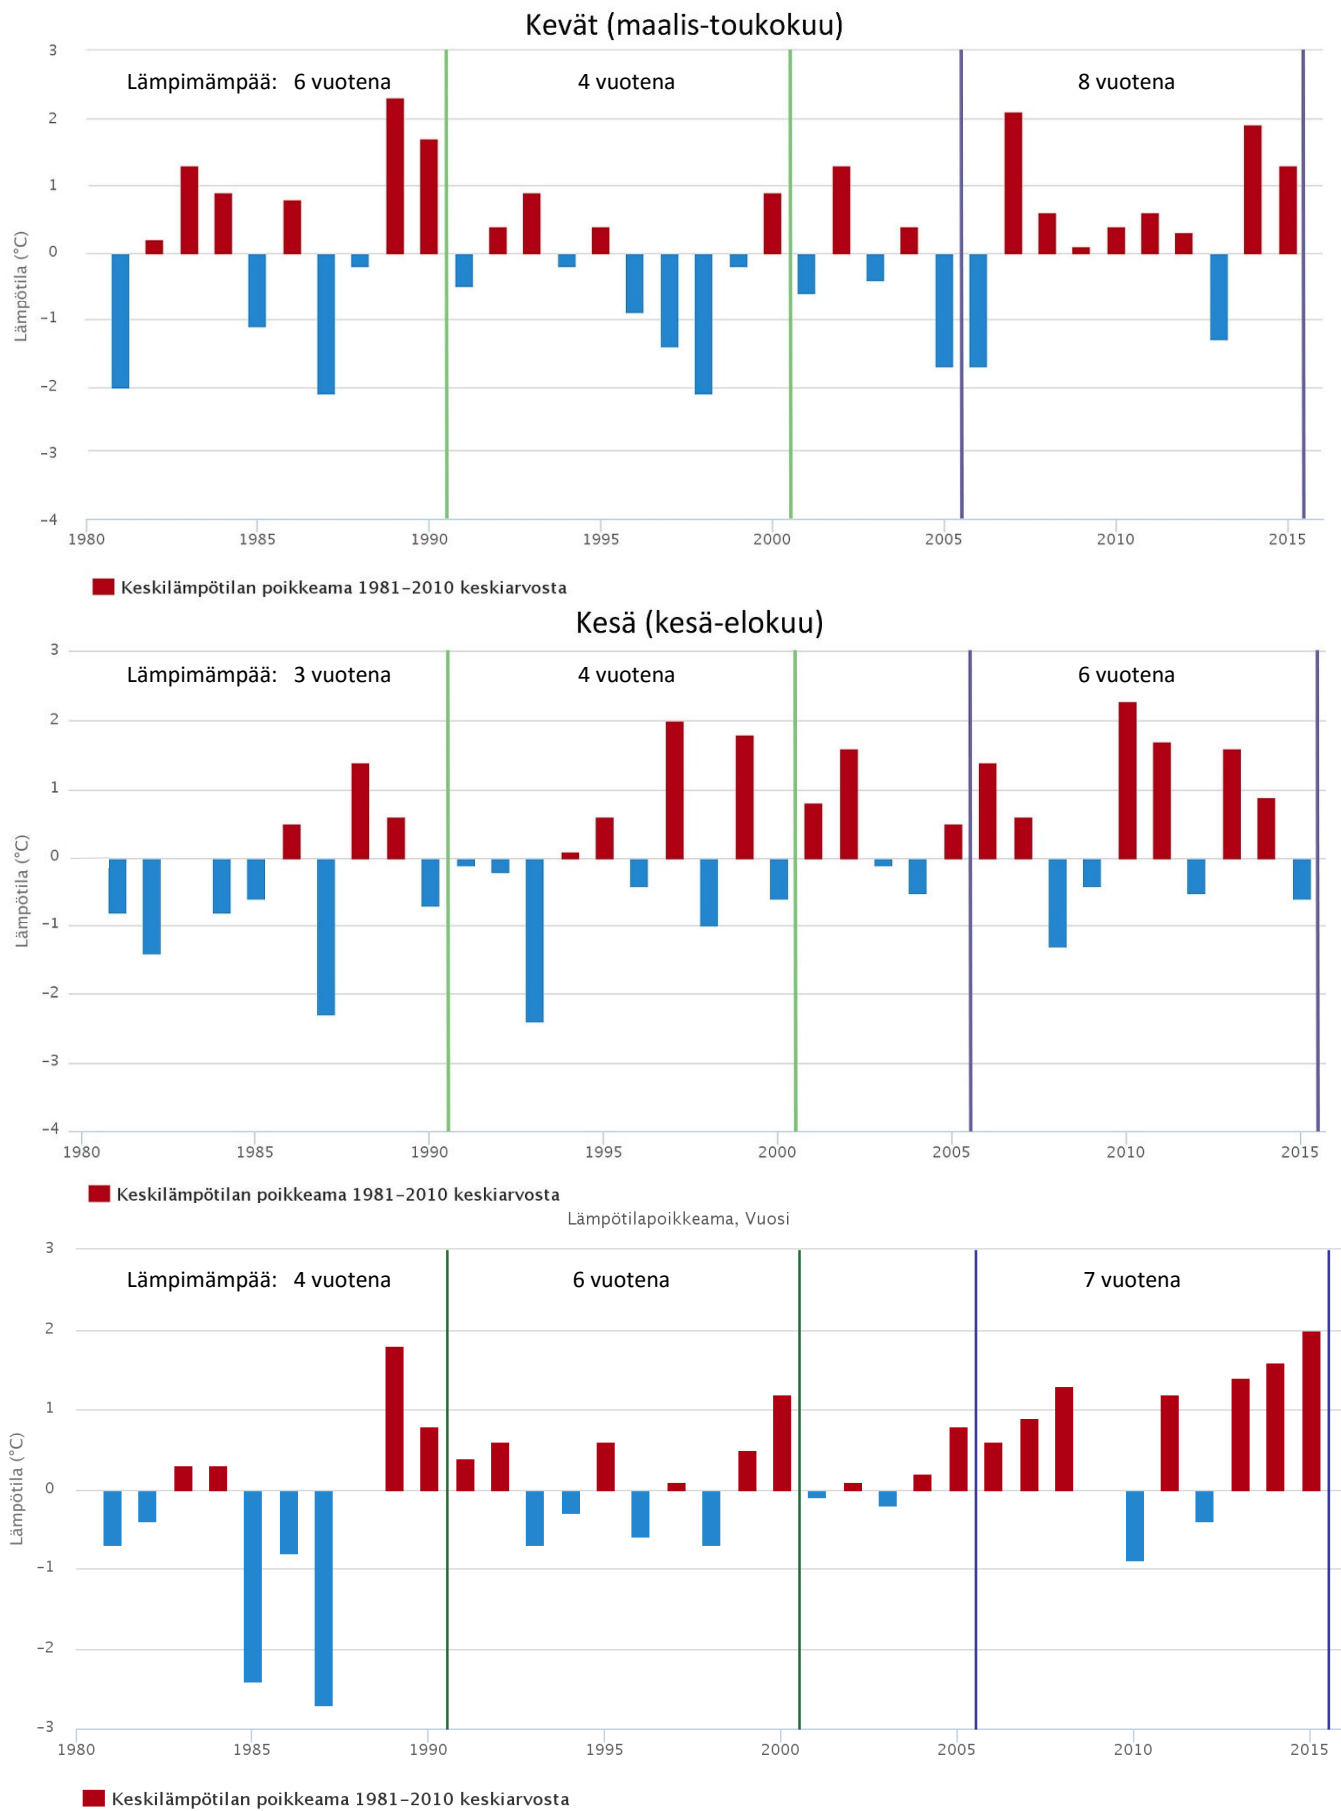 Kevät (maalis-toukokuu)
3
Lämpimämpää: 6 vuotena 4 vuotena 8 vuotena
2
1
0
Lämpötila (°C)
-1
-2
-3
-4
1980 1985 1990 1995 2000 2005 2010 2015
Keskilämpötilan poikkeama 1981-2010 keskiarvosta
Kesä (kesä-elokuu)
3
Lämpimämpää: 3 vuotena 4 vuotena 6 vuotena
2
1
0
Lämpötila (°C)
-1
-2
-3
-4
1980 1985 1990 1995 2000 2005 2010 2015
Keskilämpötilan poikkeama 1981-2010 keskiarvosta
Lämpötilapoikkeama, Vuosi
3
Lämpimämpää: 4 vuotena 6 vuotena 7 vuotena
2
1
0
Lämpötila (°C)
-1
-2
-3
1980 1985 1990 1995 2000 2005 2010 2015
Keskilämpötilan poikkeama 1981-2010 keskiarvosta